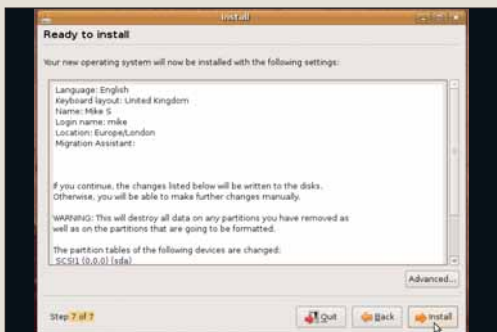 Install
Ready to install
Your new operating system will now be installed with the following settings:
Language: English
Keyboard layout: United Kingdom
Name: Mike S
Login name: mike
Location: Europe/London
Migration Assistant:
If you continue, the changes listed below will be written to the disks.
Otherwise, you will be able to make further changes manually.
WARNING: This will destroy all data on any partitions you have removed as
well as on the partitions that are going to be formatted.
The partition tables of the following devices are changed:
SCSI1 (0,0,0) (sda)
Advanced...
Step 7 of 7
Quit
Back
Install